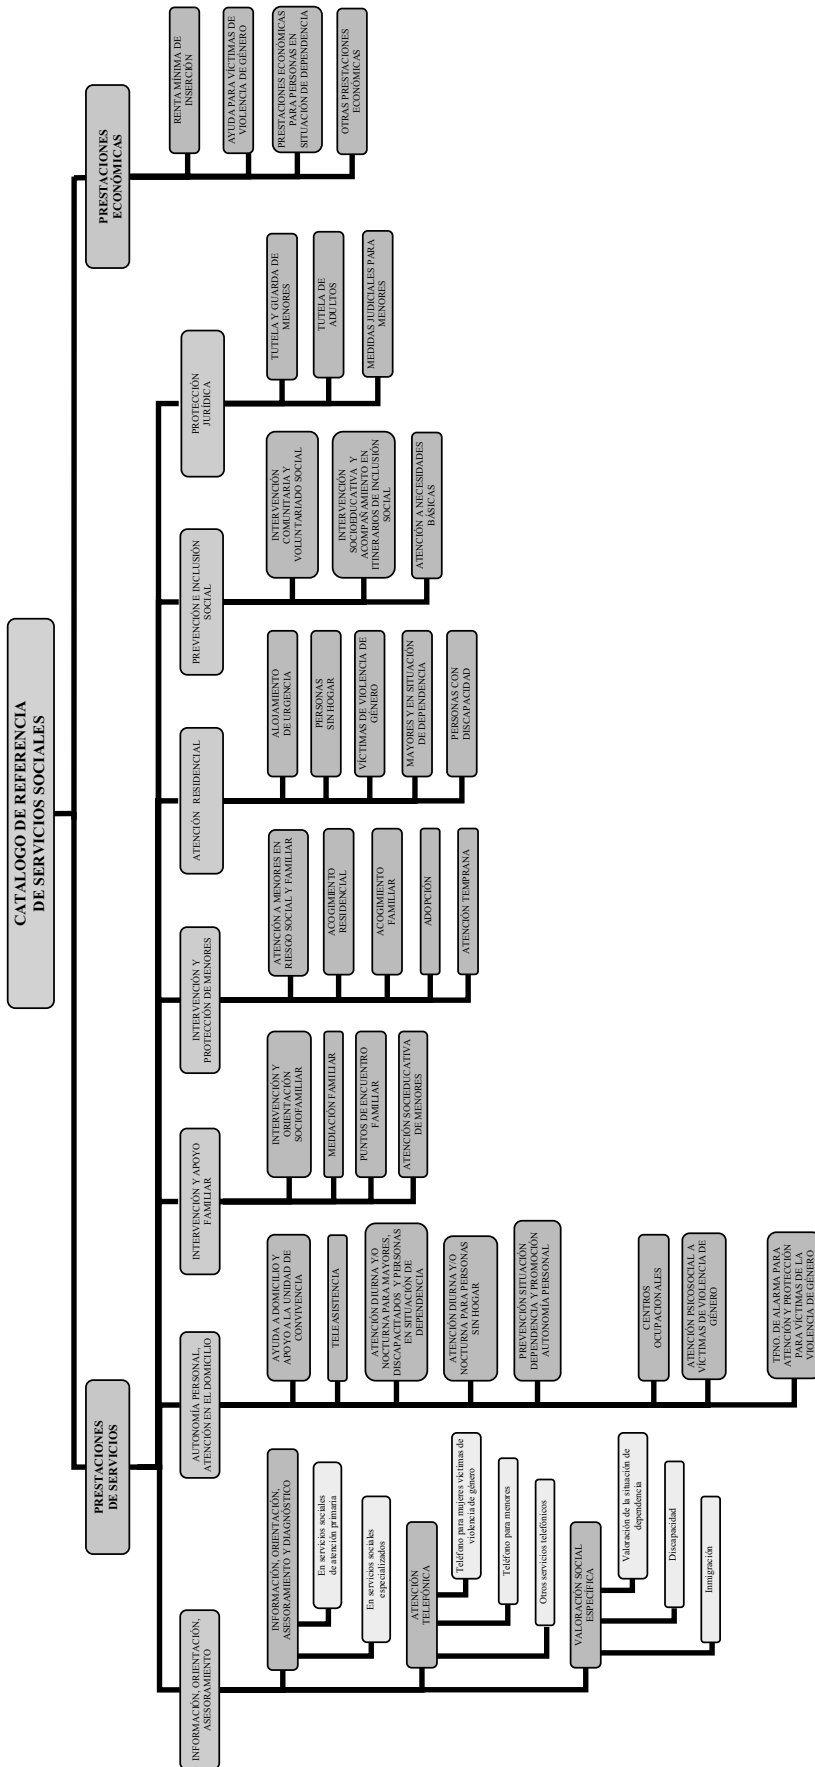 CATALOGO DE REFERENCIA
DE SERVICIOS SOCIALES
PRESTACIONES
DE SERVICIOS
INFORMACIÓN, ORIENTACIÓN,
ASESORAMIENTO
INFORMACIÓN, ORIENTACIÓN,
ASESORAMIENTO Y DIAGNÓSTICO
En servicios sociales
de atención primaria
En servicios sociales
especializados
ATENCIÓN
TELEFÓNICA
Teléfono para mujeres víctimas de
violencia de género
Teléfono para menores
Otros servicios telefónicos
VALORACIÓN SOCIAL
ESPECÍFICA
Valoración de la situación de
dependencia
Discapacidad
Inmigración
AUTONOMÍA PERSONAL,
ATENCIÓN EN EL DOMICILIO
AYUDA A DOMICILIO Y
APOYO A LA UNIDAD DE
CONVIVENCIA
TELEASISTENCIA
ATENCIÓN DIURNA Y/O
NOCTURNA PARA MAYORES,
DISCAPACITADOS Y PERSONAS
EN SITUACIÓN DE
DEPENDENCIA
ATENCIÓN DIURNA Y/O
NOCTURNA PARA PERSONAS
SIN HOGAR
PREVENCIÓN SITUACIÓN
DEPENDENCIA Y PROMOCIÓN
AUTONOMIA PERSONAL
CENTROS
OCUPACIONALES
ATENCIÓN PSICOSOCIAL A
VÍCTIMAS DE VIOLENCIA DE
GÉNERO
TFNO. DE ALARMA PARA
ATENCIÓN Y PROTECCIÓN
PARA VÍCTIMAS DE LA
VIOLENCIA DE GÉNERO
INTERVENCIÓN Y APOYO
FAMILIAR
INTERVENCIÓN Y
ORIENTACIÓN
SOCIOFAMILIAR
MEDIACIÓN FAMILIAR
PUNTOS DE ENCUENTRO
FAMILIAR
ATENCIÓN SOCIEDUCATIVA
DE MENORES
INTERVENCIÓN Y
PROTECCIÓN DE MENORES
ATENCIÓN A MENORES EN
RIESGO SOCIAL Y FAMILIAR
ACOGIMIENTO
RESIDENCIAL
ACOGIMIENTO
FAMILIAR
ADOPCIÓN
ATENCIÓN TEMPRANA
ATENCIÓN RESIDENCIAL
ALOJAMIENTO
DE URGENCIA
PERSONAS
SIN HOGAR
VÍCTIMAS DE VIOLENCIA DE
GÉNERO
MAYORES Y EN SITUACIÓN
DE DEPENDENCIA
PERSONAS CON
DISCAPACIDAD
PREVENCIÓN E INCLUSIÓN
SOCIAL
INTERVENCIÓN
COMUNITARIA Y
VOLUNTARIADO SOCIAL
INTERVENCIÓN
SOCIOEDUCATIVA Y
ACOMPAÑAMIENTO EN
ITINERARIOS DE INCLUSIÓN
SOCIAL
ATENCIÓN A NECESIDADES
BÁSICAS
PROTECCIÓN
JURÍDICA
TUTELA Y GUARDA DE
MENORES
TUTELA DE
ADULTOS
MEDIDAS JUDICIALES PARA
MENORES
PRESTACIONES
ECONÓMICAS
RENTA MÍNIMA DE
INSERCIÓN
AYUDA PARA VÍCTIMAS DE
VIOLENCIA DE GÉNERO
PRESTACIONES ECONÓMICAS
PARA PERSONAS EN
SITUACIÓN DE DEPENDENCIA
OTRAS PRESTACIONES
ECONÓMICAS